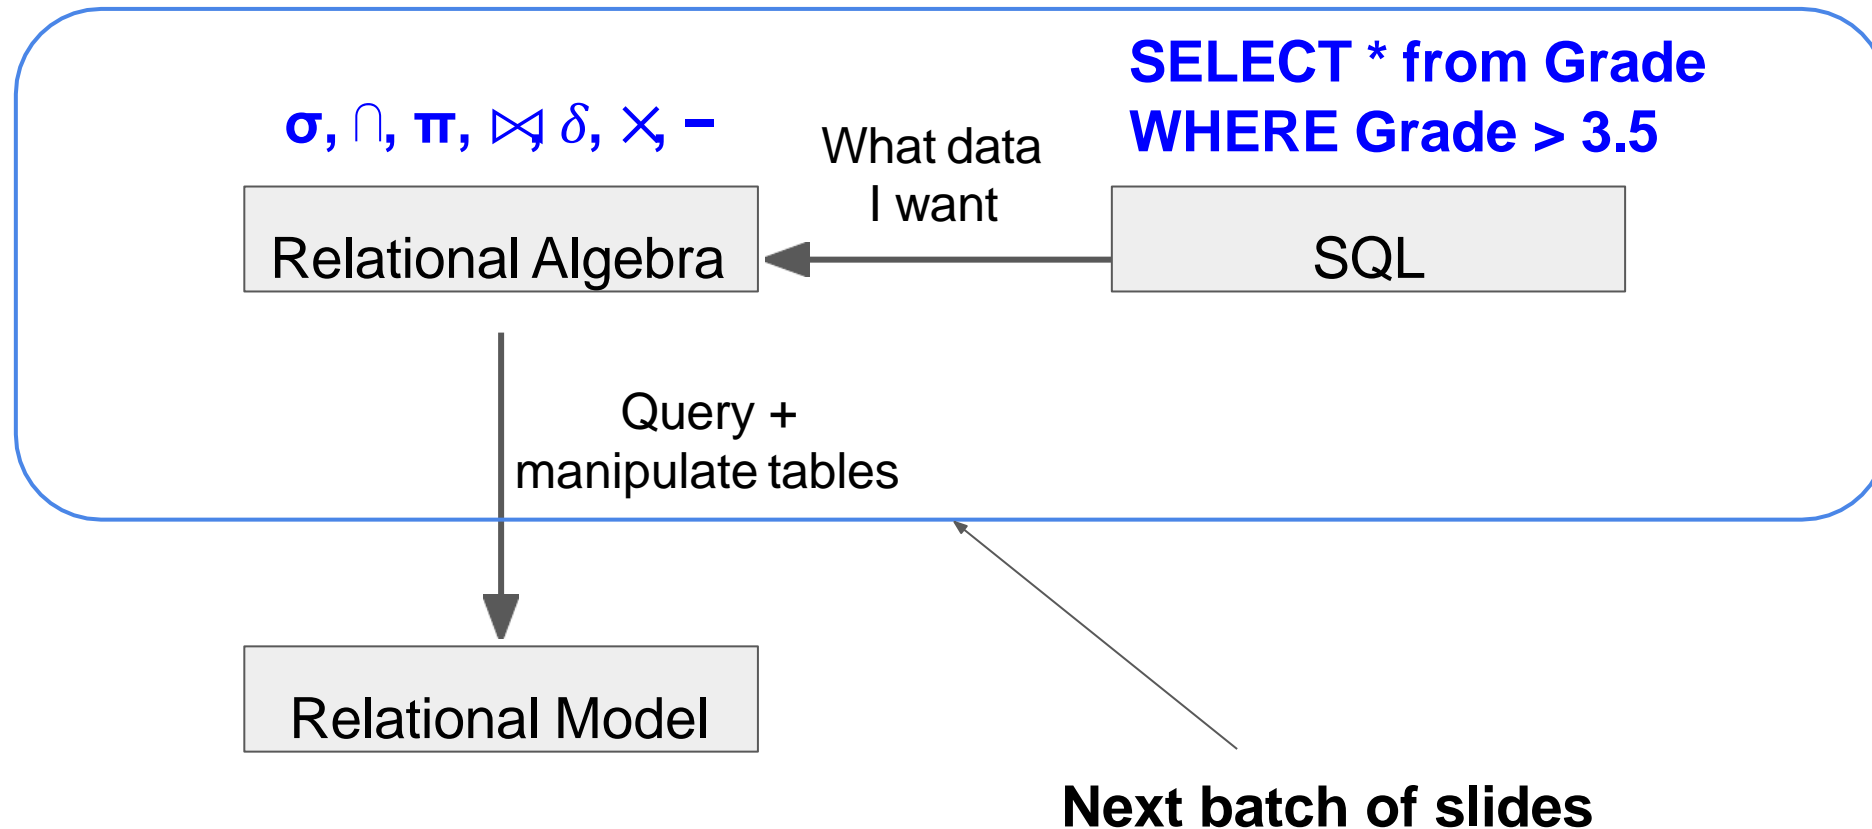 SELECT * from Grade
WHERE Grade > 3.5
σ, ∩, π, ⋈, δ, ×, −
What data
I want
Relational Algebra
SQL
Query +
manipulate tables
Relational Model
Next batch of slides